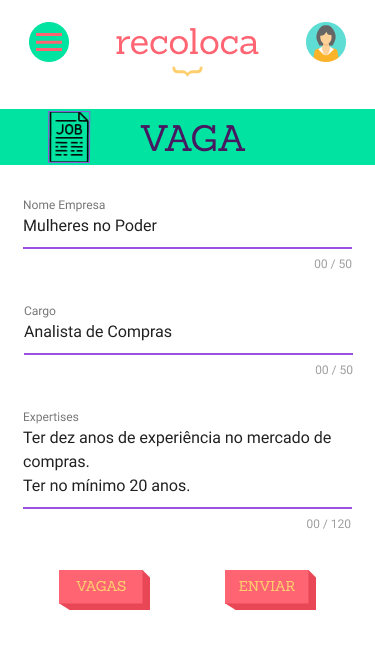 recoloca
JOB
VAGA
Nome Empresa
Mulheres no Poder
00 / 50
Cargo
Analista de Compras
00 / 50
Expertises
Ter dez anos de experiência no mercado de
compras.
Ter no mínimo 20 anos.
00 / 120
VAGAS
ENVIAR